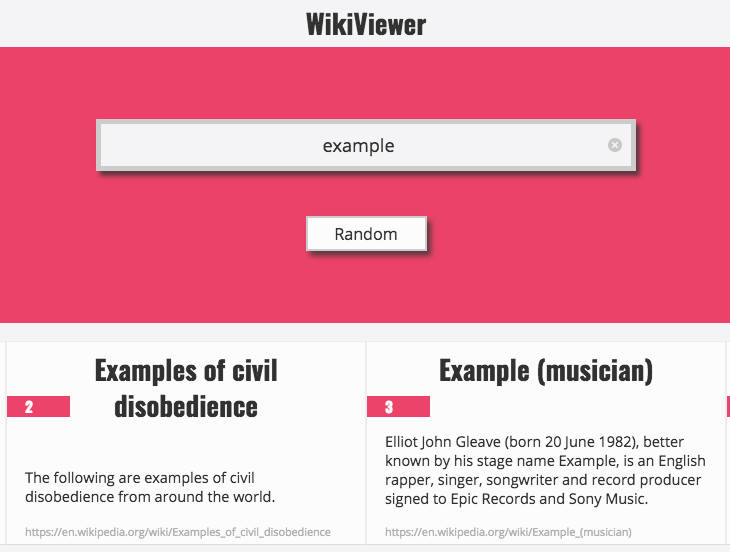 WikiViewer
example
Random
Examples of civil
disobedience
2
The following are examples of civil
disobedience from around the world.
https://en.wikipedia.org/wiki/Examples_of_civil_disobedience
Example (musician)
3
Elliot John Gleave (born 20 June 1982), better
known by his stage name Example, is an English
rapper, singer, songwriter and record producer
signed to Epic Records and Sony Music.
https://en.wikipedia.org/wiki/Example_(musician)